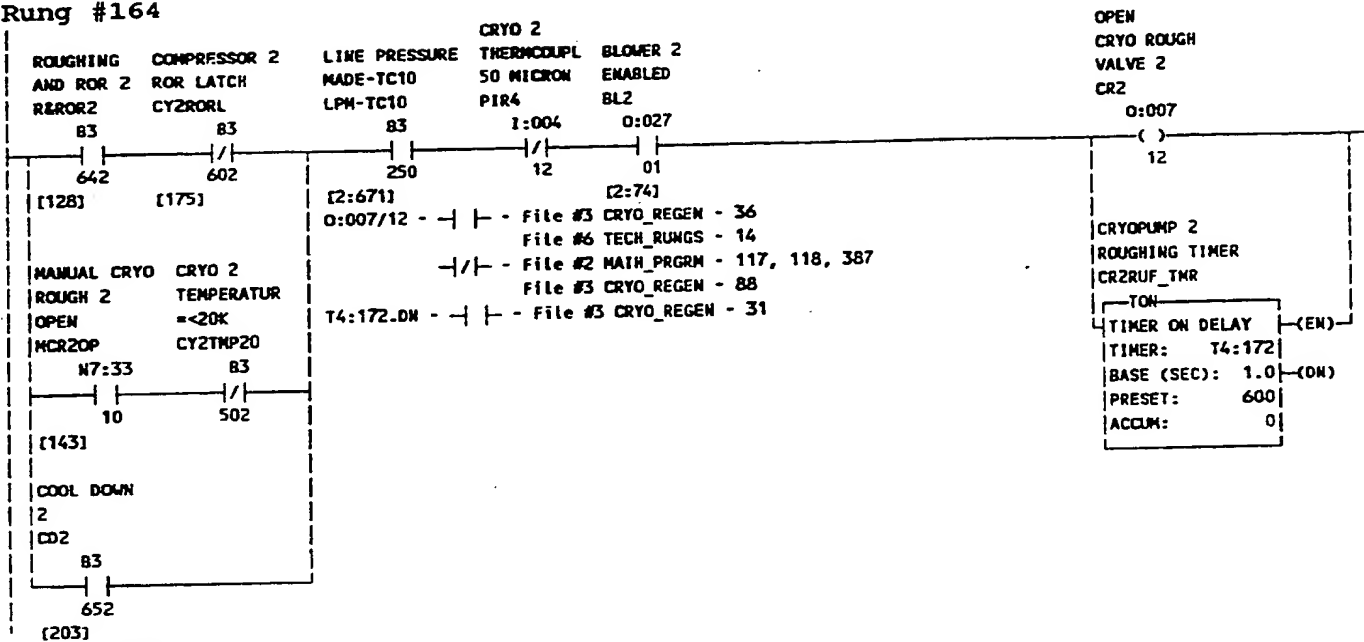 Rung #164
OPEN
CRYO 2 CRYO ROUGH
ROUGHING COMPRESSOR 2 LINE PRESSURE THERMCOUPL BLOWER 2 VALVE 2
AND ROR 2 ROR LATCH MADE-TC10 50 MICRON ENABLED CR2
R&ROR2 CY2RORL LPM-TC10 PIR4 BL2 O:007
B3 B3 B3 I:004 O:027 ( )
642 602 250 12 01 12
[128] [175] [2:671] [2:74]
O:007/12 - -| |- - File #3 CRYO_REGEN - 36
File #6 TECH_RUNGS - 14
-|/|- - File #2 MAIN_PRGRM - 117, 118, 387
File #3 CRYO_REGEN - 88
T4:172.DN - -| |- - File #3 CRYO_REGEN - 31
MANUAL CRYO CRYO 2
ROUGH 2 TEMPERATUR
OPEN =<20K
MCR2OP CY2TMP20
N7:33 B3
10 502
[143]
COOL DOWN
2
CD2
B3
652
[203]
CRYOPUMP 2
ROUGHING TIMER
CR2RUF_TMR
TON
TIMER ON DELAY (EN)
TIMER: T4:172
BASE (SEC): 1.0 (DN)
PRESET: 600
ACCUM: 0